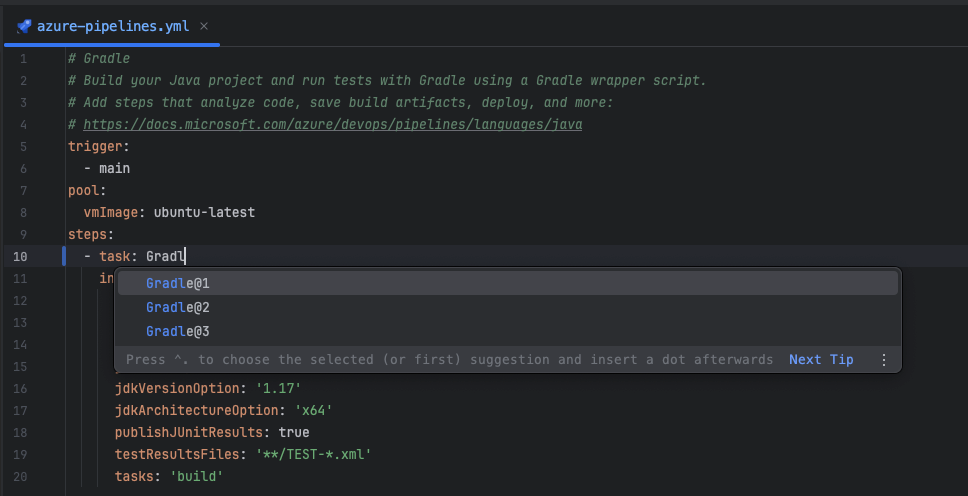 azure-pipelines.yml ×
1 # Gradle
2 # Build your Java project and run tests with Gradle using a Gradle wrapper script.
3 # Add steps that analyze code, save build artifacts, deploy, and more:
4 # https://docs.microsoft.com/azure/devops/pipelines/languages/java
5 trigger:
6 - main
7 pool:
8 vmImage: ubuntu-latest
9 steps:
10 - task: Gradl
11 in
Gradle@1
12
Gradle@2
13
Gradle@3
14
Press ^. to choose the selected (or first) suggestion and insert a dot afterwards Next Tip
15
16 jdkVersionOption: '1.17'
17 jdkArchitectureOption: 'x64'
18 publishJUnitResults: true
19 testResultsFiles: '**/TEST-*.xml'
20 tasks: 'build'